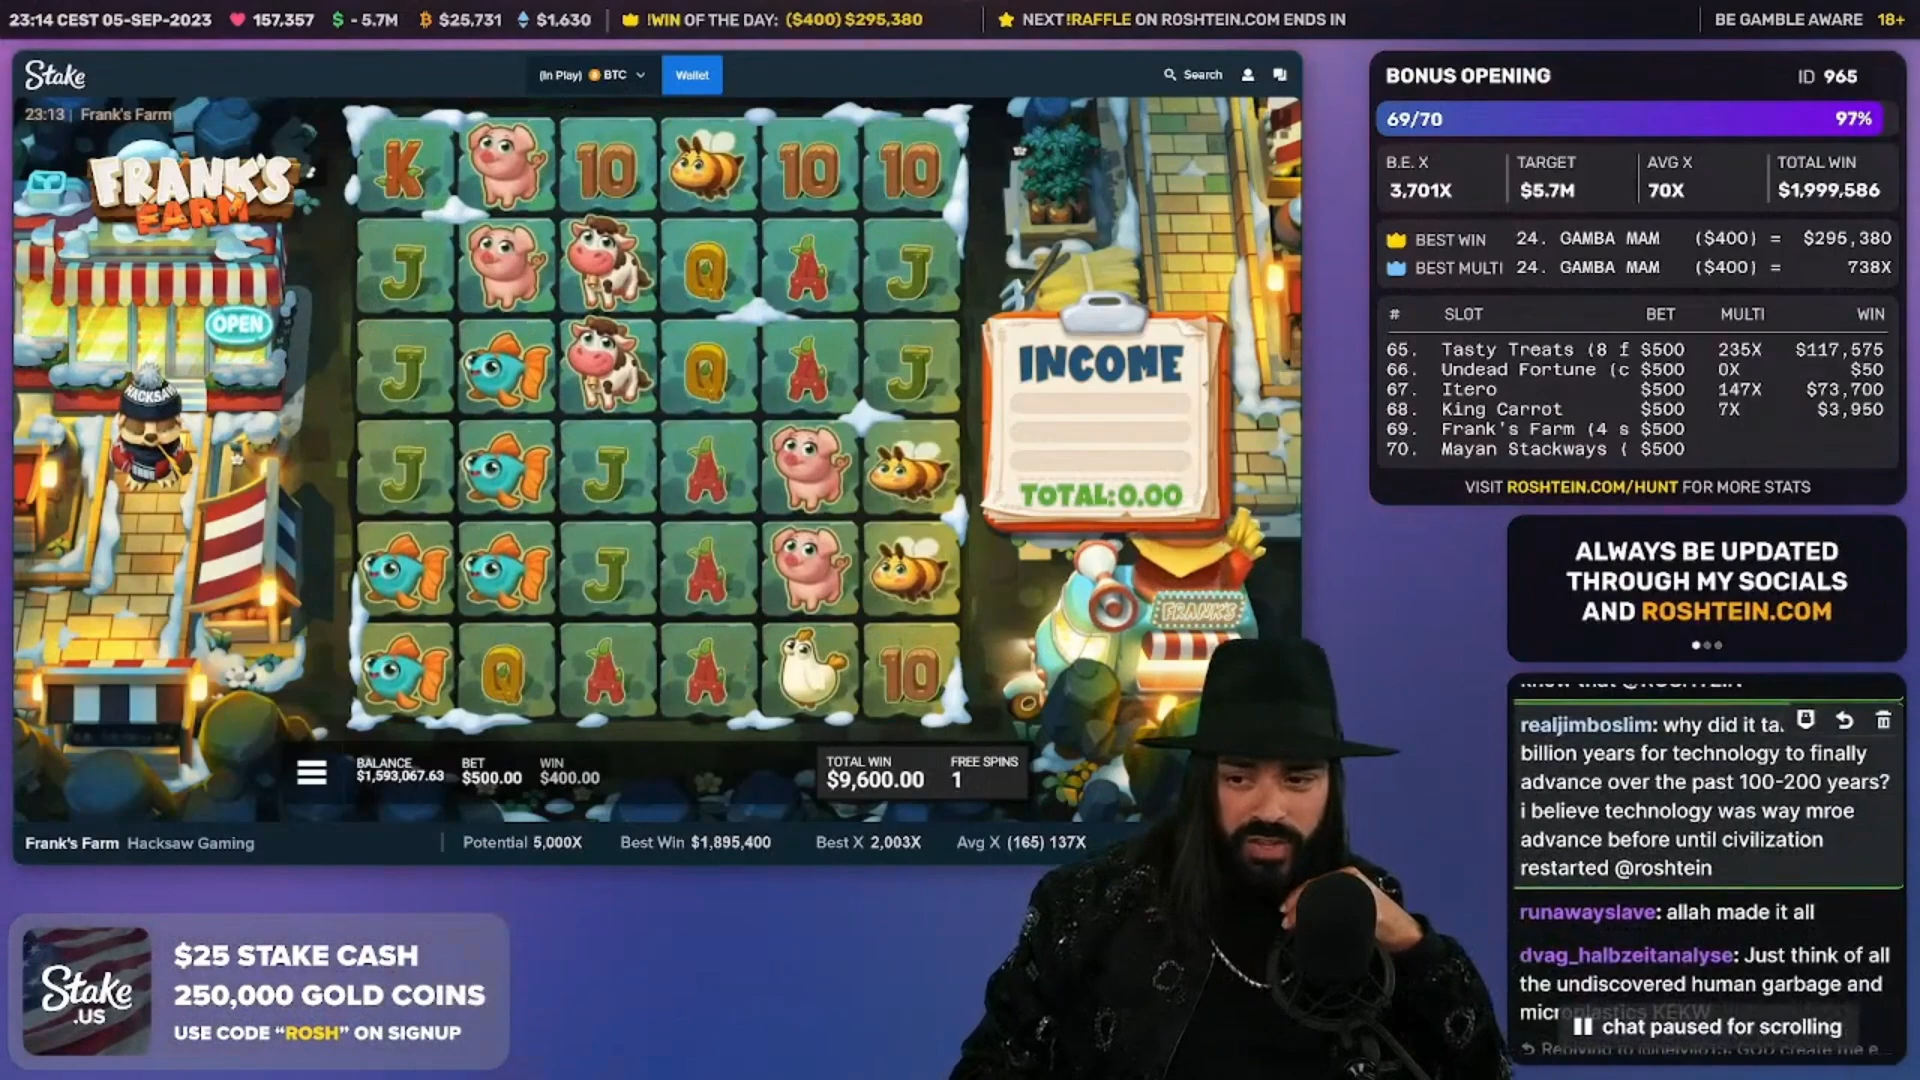 23:14 CEST 05-SEP-2023 157,357 $ - 5.7M $25,731 $1,630 !WIN OF THE DAY: ($400) $295,380 NEXT !RAFFLE ON ROSHTEIN.COM ENDS IN BE GAMBLE AWARE 18+
Stake (In Play) BTC Wallet Search
23:13 | Frank's Farm
FRANK'S
FARM
OPEN
HACKSAW
K 10 10 10
J Q A J
J Q A J
J J A
J A
Q A A 10
INCOME
TOTAL:0.00
FRANK'S
BALANCE
$1,593,067.63
BET
$500.00
WIN
$400.00
TOTAL WIN
$9,600.00
FREE SPINS
1
Frank's Farm Hacksaw Gaming Potential 5,000X Best Win $1,895,400 Best X 2,003X Avg X (165) 137X
Stake
.US
$25 STAKE CASH
250,000 GOLD COINS
USE CODE “ROSH” ON SIGNUP
BONUS OPENING ID 965
69/70 97%
B.E. X TARGET AVG X TOTAL WIN
3,701X $5.7M 70X $1,999,586
BEST WIN 24. GAMBA MAM ($400) = $295,380
BEST MULTI 24. GAMBA MAM ($400) = 738X
# SLOT BET MULTI WIN
65. Tasty Treats (8 f $500 235X $117,575
66. Undead Fortune (c $500 0X $50
67. Itero $500 147X $73,700
68. King Carrot $500 7X $3,950
69. Frank's Farm (4 s $500
70. Mayan Stackways ( $500
VISIT ROSHTEIN.COM/HUNT FOR MORE STATS
ALWAYS BE UPDATED
THROUGH MY SOCIALS
AND ROSHTEIN.COM
realjimboslim: why did it ta
billion years for technology to finally
advance over the past 100-200 years?
i believe technology was way mroe
advance before until civilization
restarted @roshtein
runawayslave: allah made it all
dvag_halbzeitanalyse: Just think of all
the undiscovered human garbage and
microplastics KEKW
chat paused for scrolling